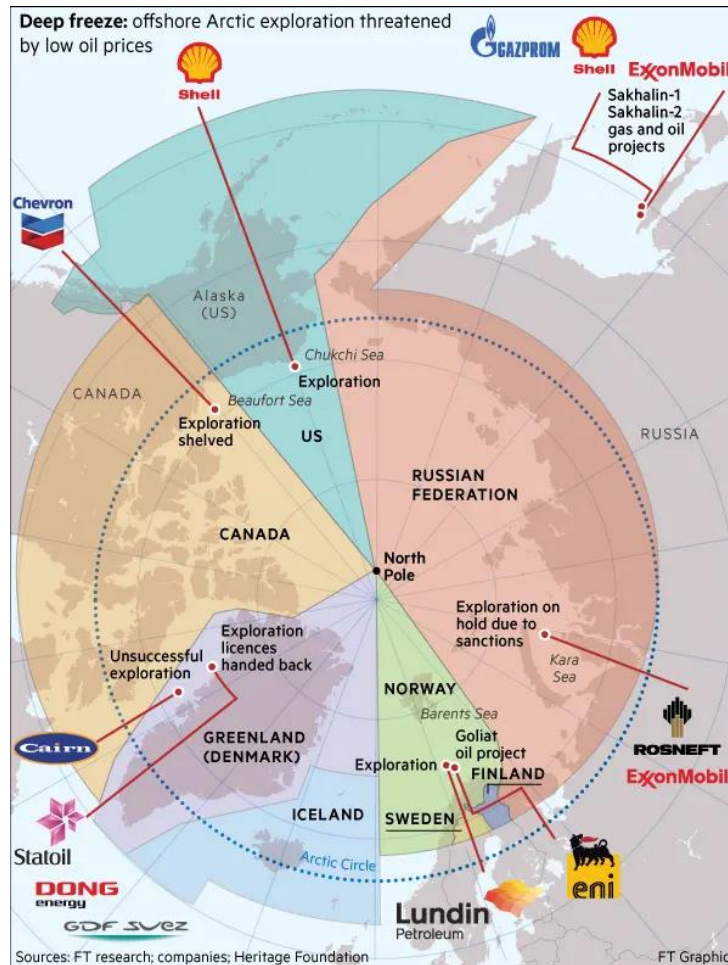 Deep freeze: offshore Arctic exploration threatened
by low oil prices
GAZPROM
Shell
Shell
ExxonMobil
Sakhalin-1
Sakhalin-2
gas and oil
projects
Chevron
Alaska
(US)
Chukchi Sea
Exploration
CANADA
Beaufort Sea
Exploration
shelved
US
RUSSIA
RUSSIAN
FEDERATION
CANADA
North
Pole
Exploration on
hold due to
sanctions
Kara
Sea
Unsuccessful
exploration
Exploration
licences
handed back
NORWAY
Barents Sea
Goliat
oil project
Exploration
FINLAND
GREENLAND
(DENMARK)
Cairn
ROSNEFT
ExxonMobil
ICELAND
SWEDEN
Arctic Circle
Statoil
eni
DONG
energy
Lundin
Petroleum
GDF SUEZ
Sources: FT research; companies; Heritage Foundation
FT Graphic